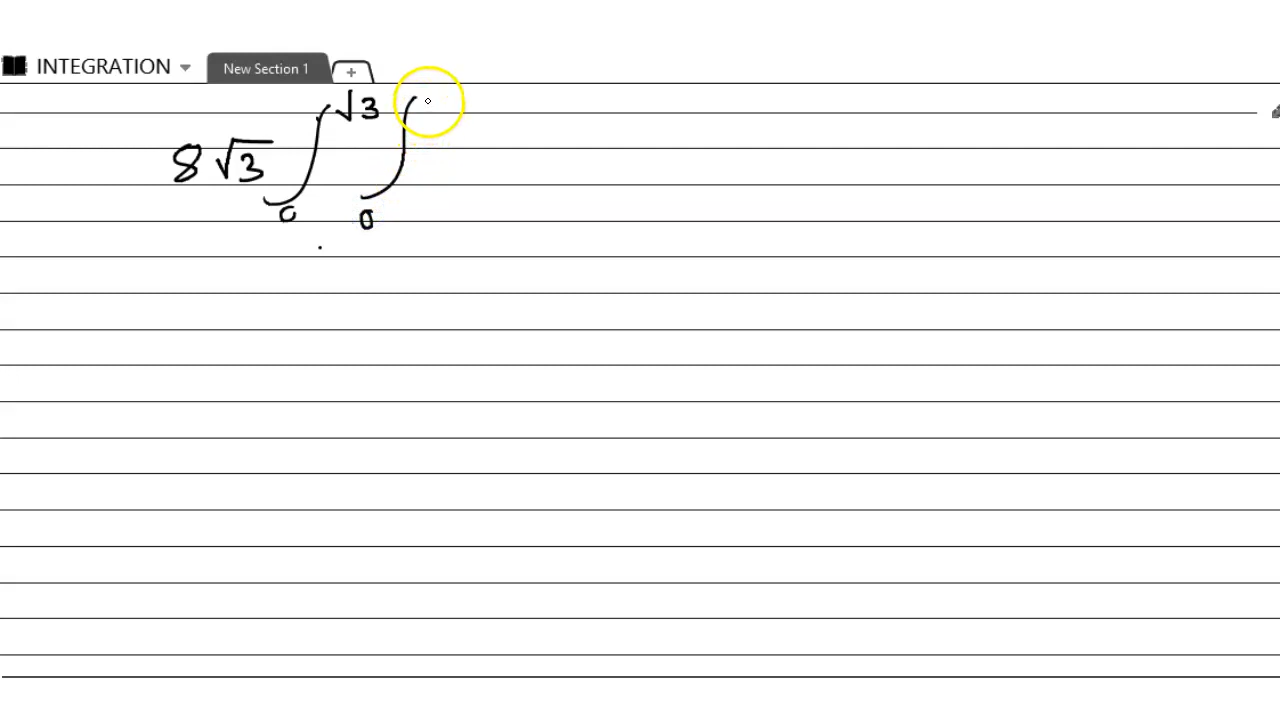 INTEGRATION New Section 1 +
8√3 ∫₀^√3 ∫₀